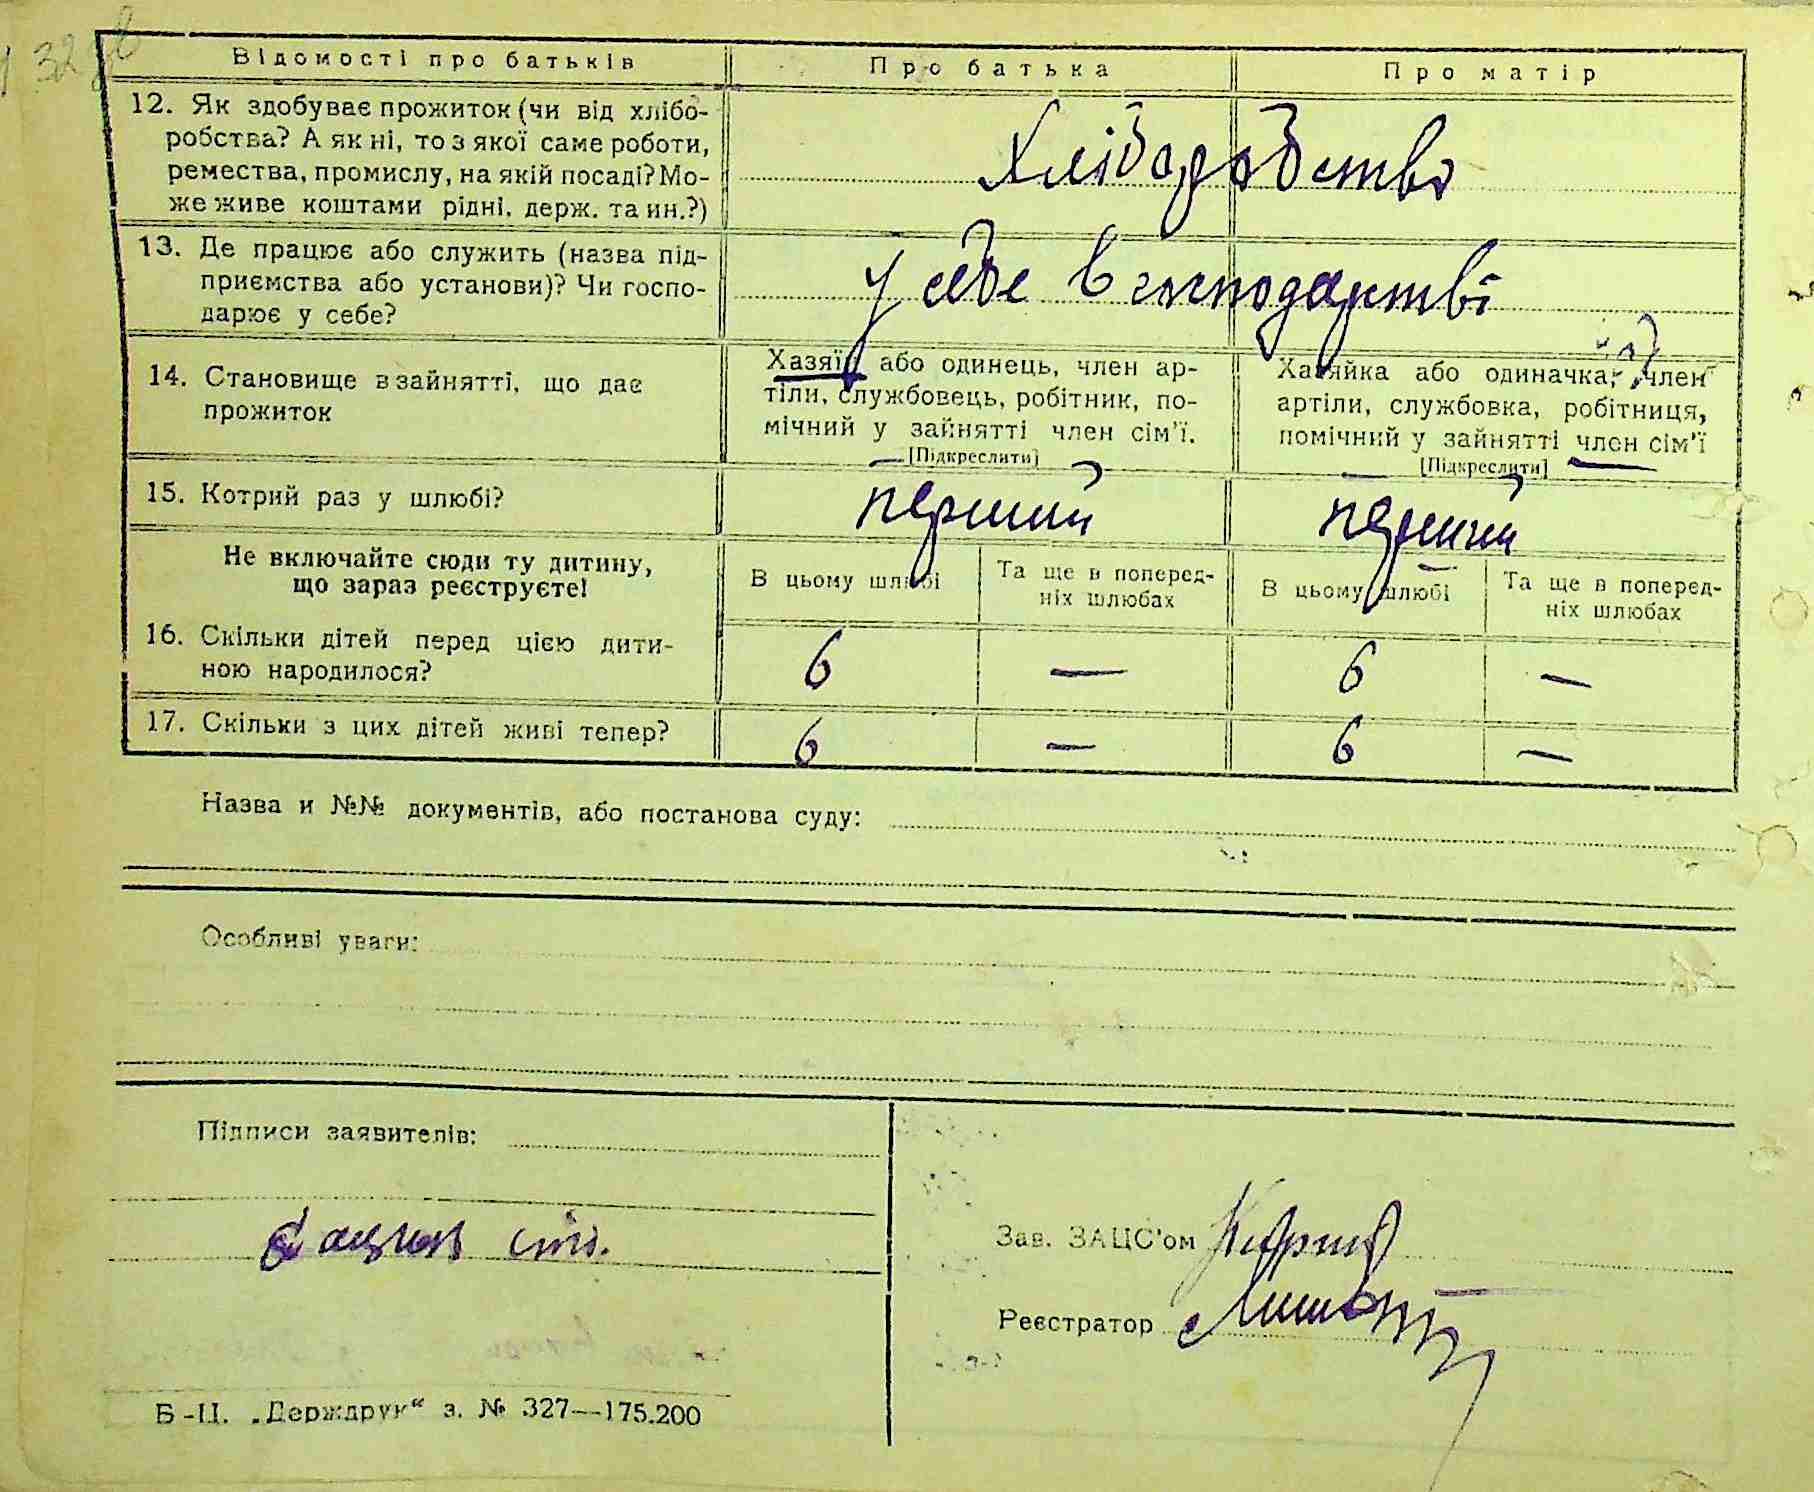 32
Відомості про батьків Про батька Про матір
12. Як здобуває прожиток (чи від хлібо-
робства? А як ні, то з якої саме роботи,
ремества, промислу, на якій посаді? Мо-
же живе коштами рідні, держ. та ин.?)
Хліборобство
13. Де працює або служить (назва під-
приємства або установи)? Чи госпо-
дарює у себе?
у себе в господарстві
14. Становище в зайнятті, що дає
прожиток
Хазяїн або одинець, член ар-
тіли, службовець, робітник, по-
мічний у зайнятті член сім'ї.
[Підкреслити]
Хазяйка або одиначка, член
артіли, службовка, робітниця,
помічний у зайнятті член сім'ї
[Підкреслити]
15. Котрий раз у шлюбі? перший перший
Не включайте сюди ту дитину,
що зараз реєструєте!
В цьому шлюбі
Та ще в поперед-
ніх шлюбах
В цьому шлюбі
Та ще в поперед-
ніх шлюбах
16. Скільки дітей перед цією дити-
ною народилося?
6 — 6 —
17. Скільки з цих дітей живі тепер? 6 — 6 —
Назва и №№ документів, або постанова суду:
Особливі уваги:
Підписи заявителів:
Зав. ЗАЦС'ом
Реєстратор
Б-Ц. „Держдрук“ з. № 327—175.200